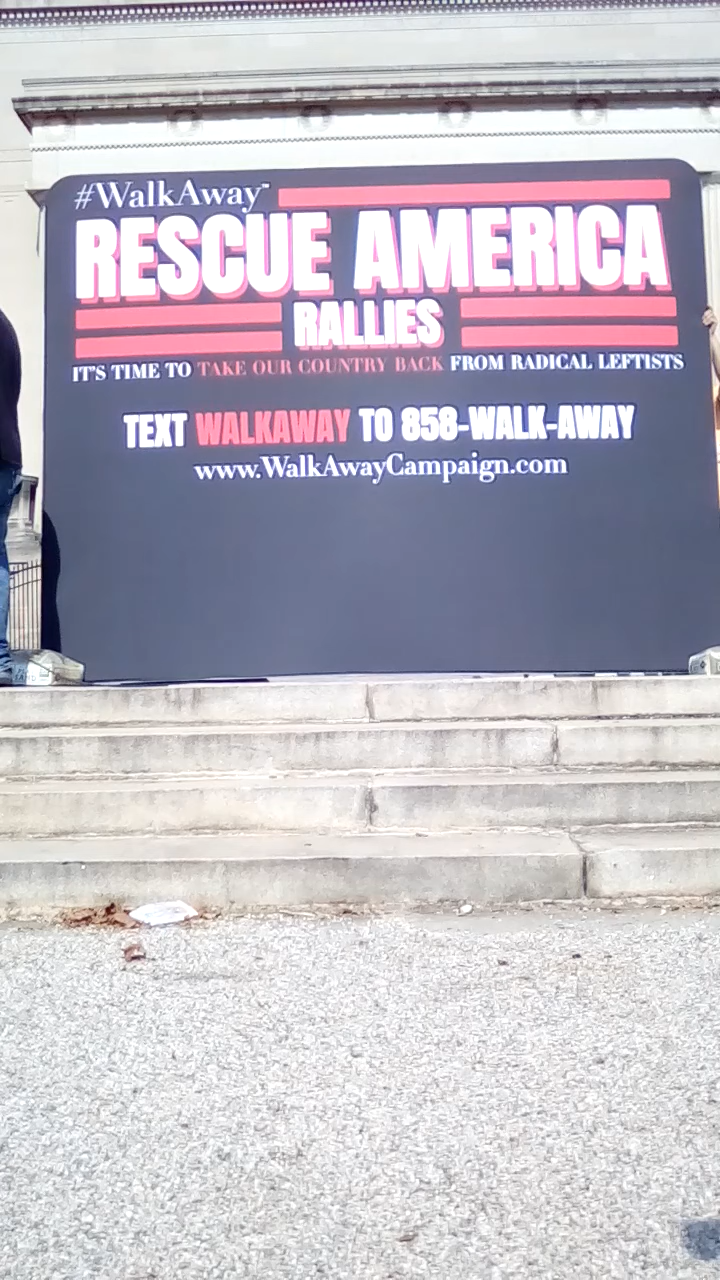 #WalkAway™
RESCUE AMERICA
RALLIES
IT'S TIME TO TAKE OUR COUNTRY BACK FROM RADICAL LEFTISTS
TEXT WALKAWAY TO 858-WALK-AWAY
www.WalkAwayCampaign.com